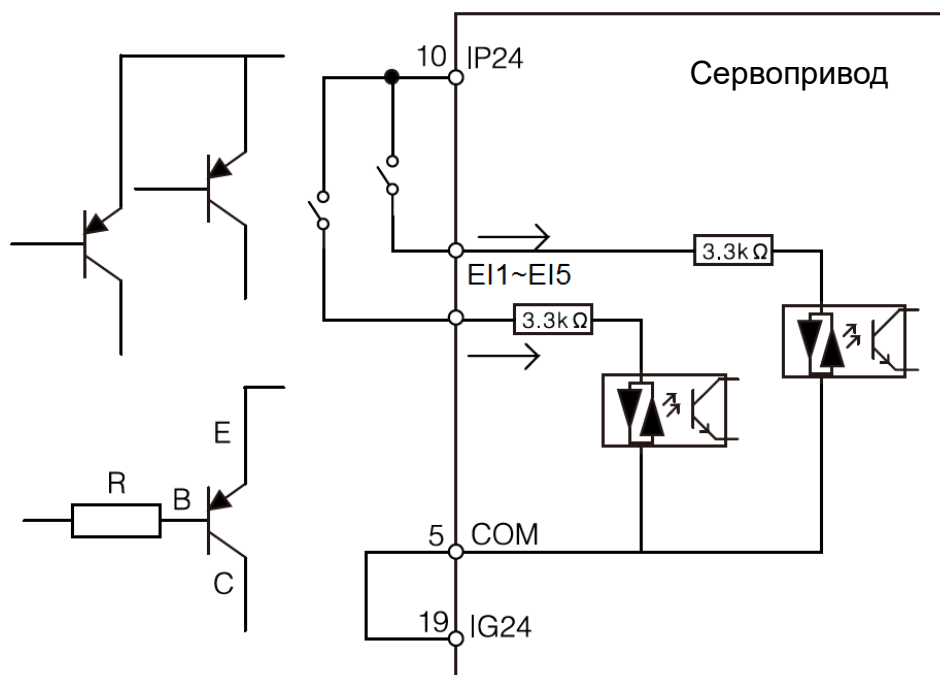 10 IP24
Сервопривод
3.3kΩ
EI1~EI5
3.3kΩ
E
R
B
C
5 COM
19 IG24